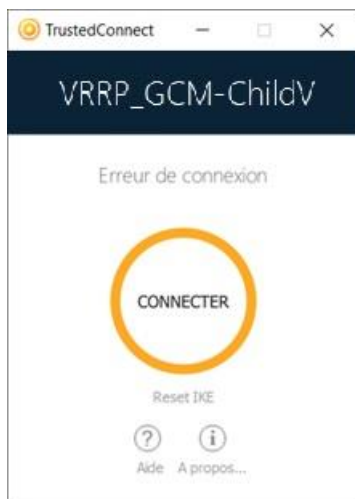 TrustedConnect
VRRP_GCM-ChildV
Erreur de connexion
CONNECTER
Reset IKE
Aide A propos...